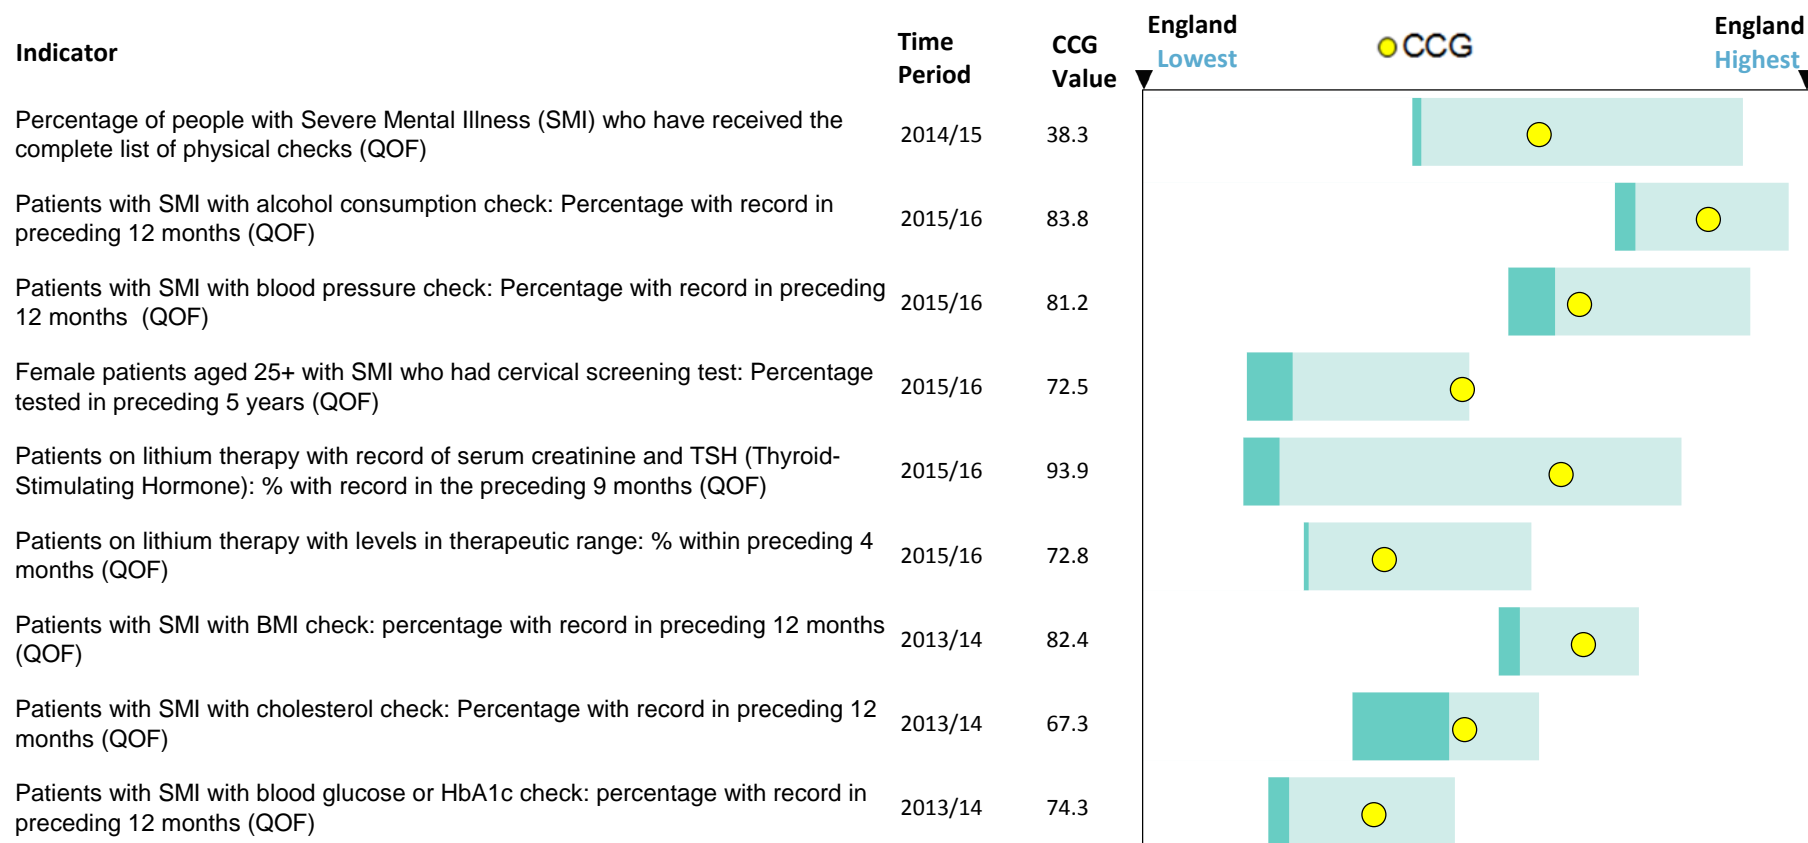 Indicator
Time
Period
CCG
Value
England
Lowest
CCG
England
Highest
Percentage of people with Severe Mental Illness (SMI) who have received the
complete list of physical checks (QOF)
2014/15
38.3
Patients with SMI with alcohol consumption check: Percentage with record in
preceding 12 months (QOF)
2015/16
83.8
Patients with SMI with blood pressure check: Percentage with record in preceding
12 months  (QOF)
2015/16
81.2
Female patients aged 25+ with SMI who had cervical screening test: Percentage
tested in preceding 5 years (QOF)
2015/16
72.5
Patients on lithium therapy with record of serum creatinine and TSH (Thyroid-
Stimulating Hormone): % with record in the preceding 9 months (QOF)
2015/16
93.9
Patients on lithium therapy with levels in therapeutic range: % within preceding 4
months (QOF)
2015/16
72.8
Patients with SMI with BMI check: percentage with record in preceding 12 months
(QOF)
2013/14
82.4
Patients with SMI with cholesterol check: Percentage with record in preceding 12
months (QOF)
2013/14
67.3
Patients with SMI with blood glucose or HbA1c check: percentage with record in
preceding 12 months (QOF)
2013/14
74.3